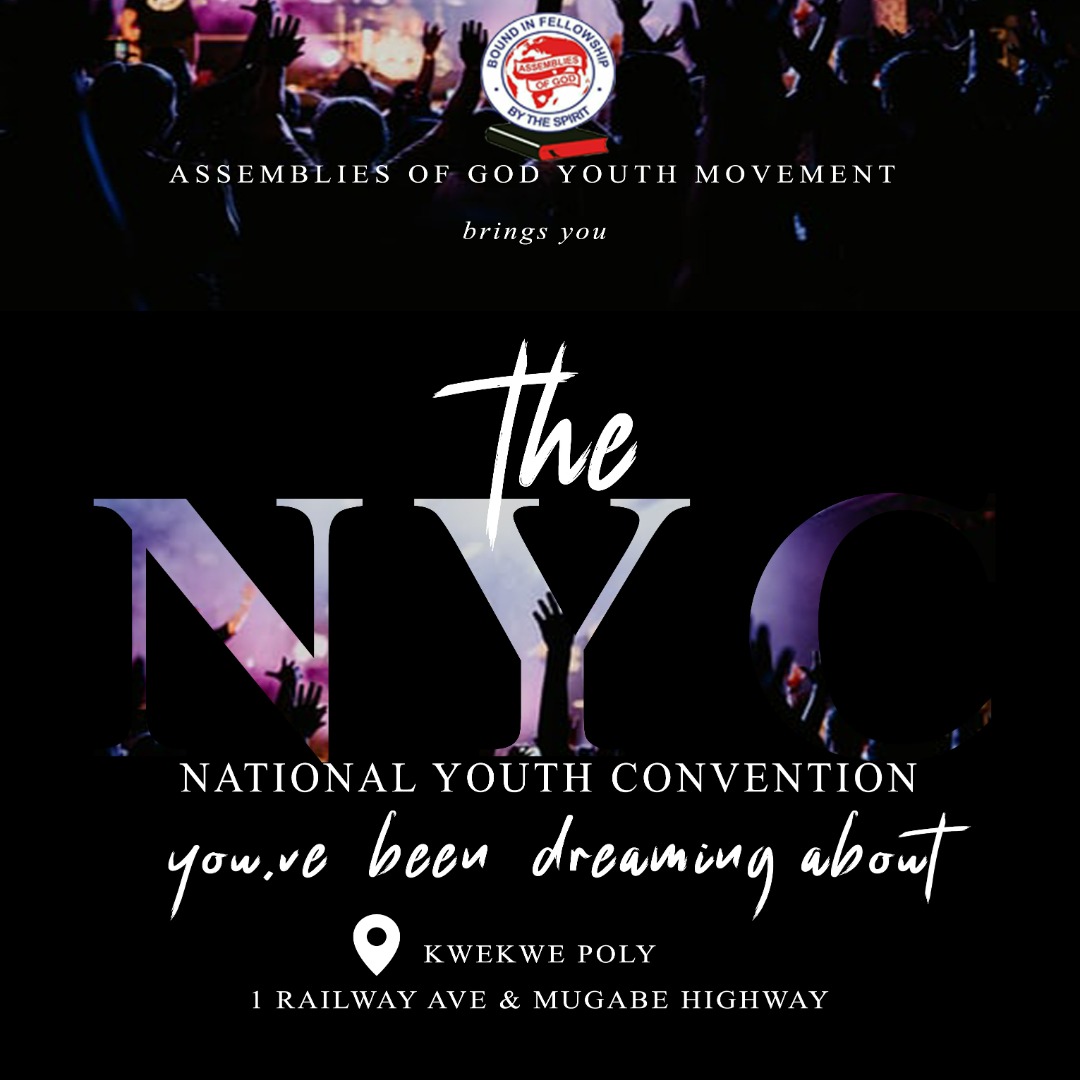 BOUND IN FELLOWSHIP
ASSEMBLIES
OF GOD
BY THE SPIRIT
ASSEMBLIES OF GOD YOUTH MOVEMENT
brings you
the
NYC
NATIONAL YOUTH CONVENTION
you,ve been dreaming about
KWEKWE POLY
1 RAILWAY AVE & MUGABE HIGHWAY